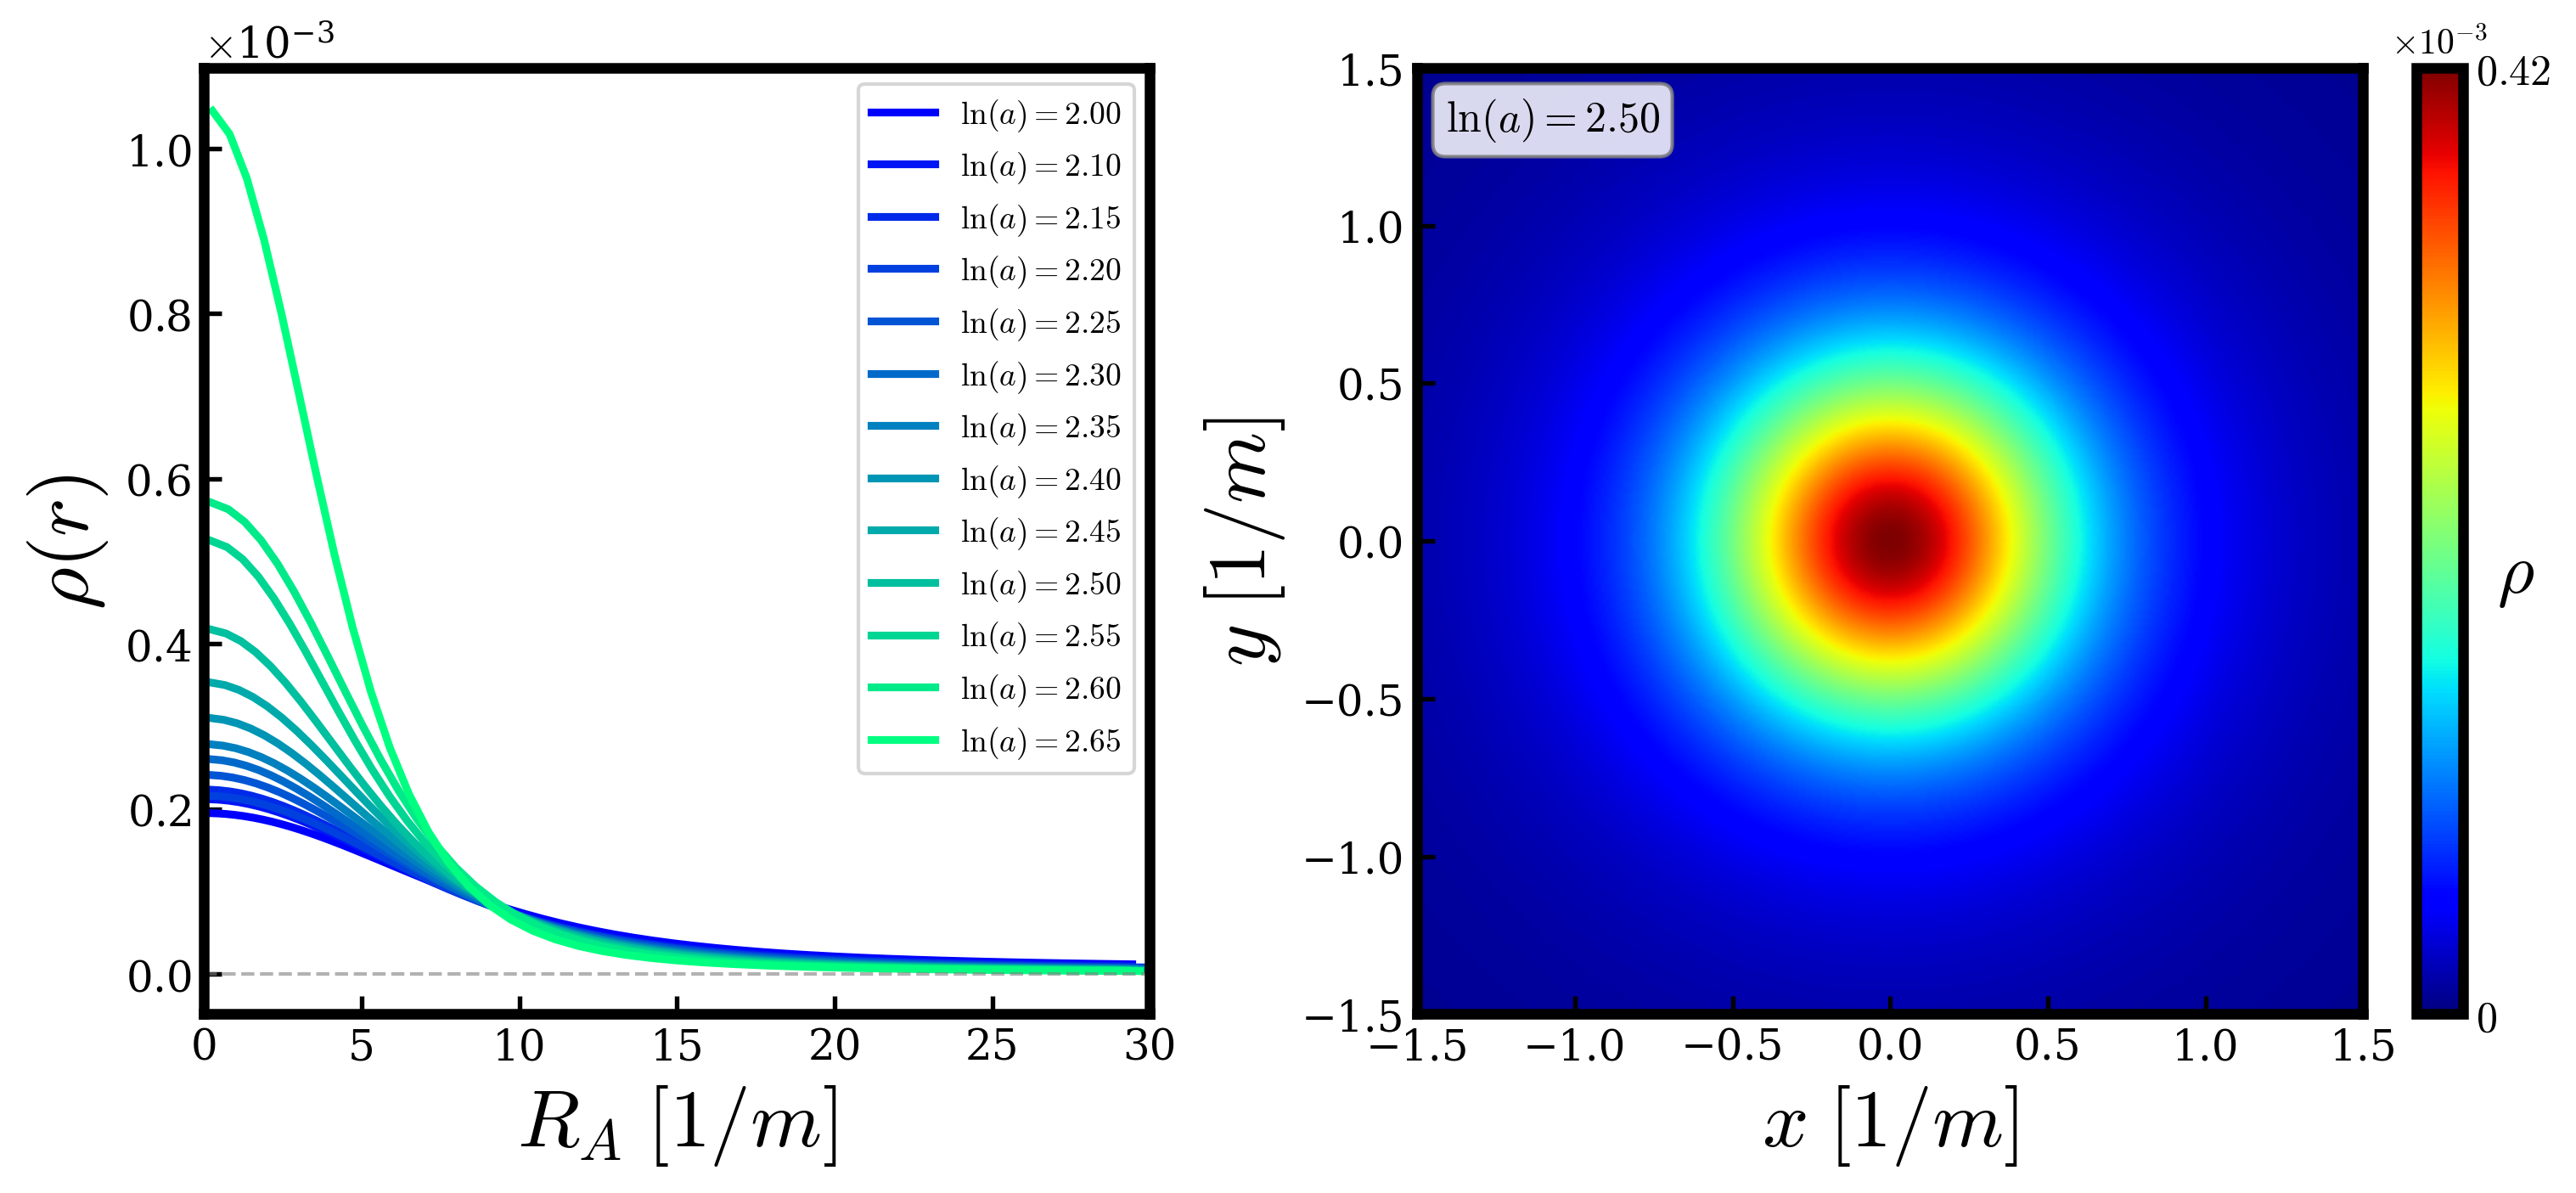 ×10⁻³
ρ(r)
1.0
0.8
0.6
0.4
0.2
0.0
0
5
10
15
20
25
30
R_A [1/m]
ln(a) = 2.00
ln(a) = 2.10
ln(a) = 2.15
ln(a) = 2.20
ln(a) = 2.25
ln(a) = 2.30
ln(a) = 2.35
ln(a) = 2.40
ln(a) = 2.45
ln(a) = 2.50
ln(a) = 2.55
ln(a) = 2.60
ln(a) = 2.65
y [1/m]
1.5
1.0
0.5
0.0
−0.5
−1.0
−1.5
ln(a) = 2.50
−1.5
−1.0
−0.5
0.0
0.5
1.0
1.5
x [1/m]
×10⁻³
0.42
ρ
0